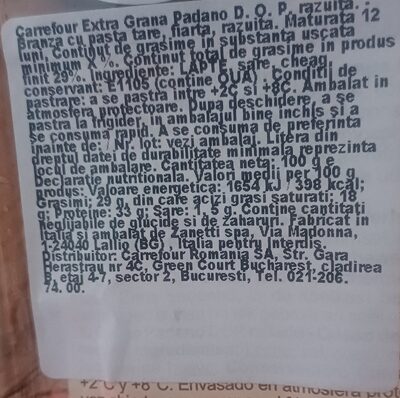 Carrefour Extra Grana Padano D. O. P. razuita. :
Branza cu pasta tare, fiarta, razuita. Maturata 12
luni. Continut de grasime in substanta uscata
minimum X %. Continut total de grasime in produs
finit 29%. Ingrediente: LAPTE, sare, cheag,
conservant: E1105 (contine OUA). Conditii de
pastrare: a se pastra intre +2C si +8C. Ambalat in
atmosfera protectoare. Dupa deschidere, a se
pastra la frigider, in ambalajul bine inchis si a
se consuma rapid. A se consuma de preferinta
inainte de: / Nr. lot: vezi ambalaj. Litera din
dreptul datei de durabilitate minimala reprezinta
locul de ambalare. Cantitatea neta: 100 g e
Declaratie nutritionala. Valori medii per 100 g
produs: Valoare energetica: 1654 kJ / 398 kcal;
Grasimi: 29 g, din care acizi grasi saturati: 18
g; Proteine: 33 g; Sare: 1, 5 g. Contine cantitati
neglijabile de glucide si de zaharuri. Fabricat in
Italia si ambalat de Zanetti spa, Via Madonna,
1-24040 Lallio (BG) , Italia pentru Interdis.
Distribuitor: Carrefour Romania SA, Str. Gara
Herastrau nr 4C, Green Court Bucharest, cladirea
B, etaj 4-7, sector 2, Bucuresti, Tel. 021-206.
74. 00.
+2°C y +8°C. Envasado en atmósfera